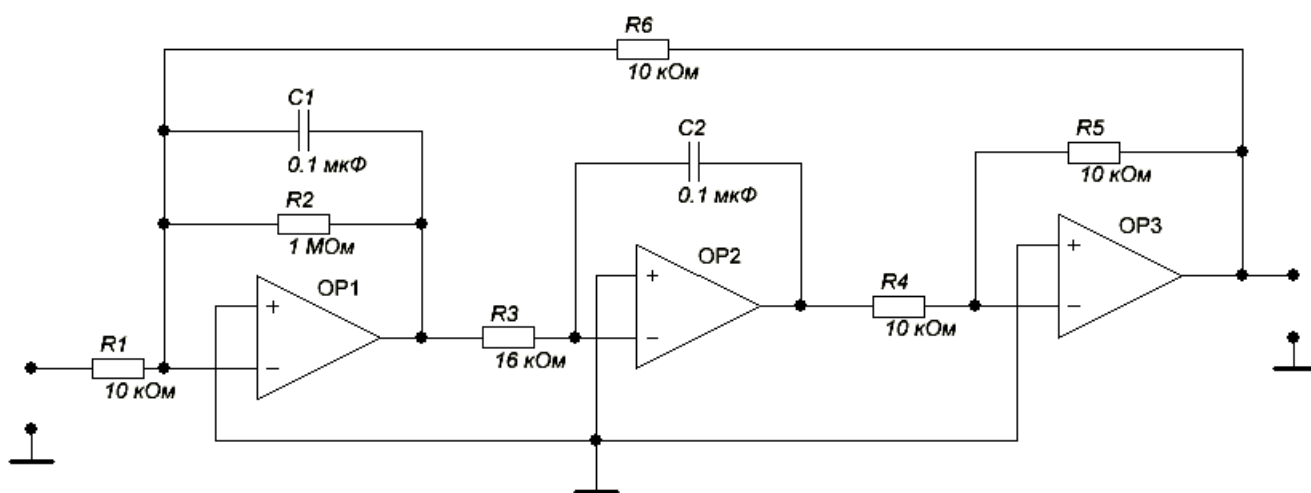 R6
10 кОм
C1
0.1 мкФ
C2
0.1 мкФ
R5
10 кОм
R2
1 МОм
OP1
OP2
OP3
R4
10 кОм
R3
16 кОм
R1
10 кОм
+
−
+
−
+
−